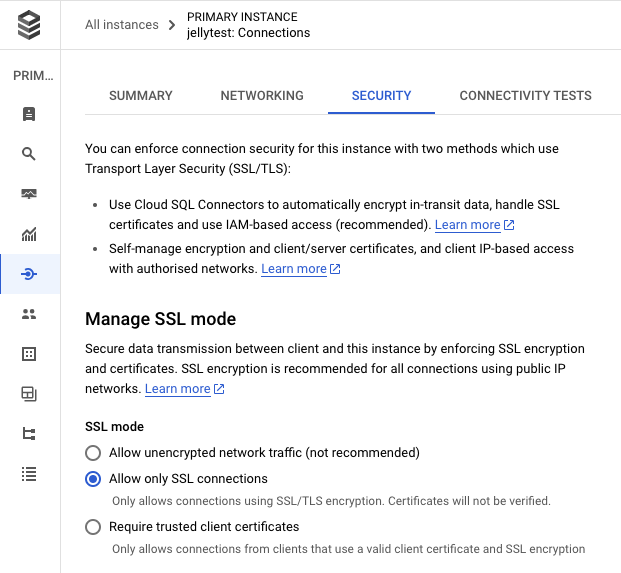 All instances
PRIMARY INSTANCE
jellytest: Connections
PRIM…
SUMMARY
NETWORKING
SECURITY
CONNECTIVITY TESTS
You can enforce connection security for this instance with two methods which use
Transport Layer Security (SSL/TLS):
• Use Cloud SQL Connectors to automatically encrypt in-transit data, handle SSL
certificates and use IAM-based access (recommended). Learn more
• Self-manage encryption and client/server certificates, and client IP-based access
with authorised networks. Learn more
Manage SSL mode
Secure data transmission between client and this instance by enforcing SSL encryption
and certificates. SSL encryption is recommended for all connections using public IP
networks. Learn more
SSL mode
Allow unencrypted network traffic (not recommended)
Allow only SSL connections
Only allows connections using SSL/TLS encryption. Certificates will not be verified.
Require trusted client certificates
Only allows connections from clients that use a valid client certificate and SSL encryption